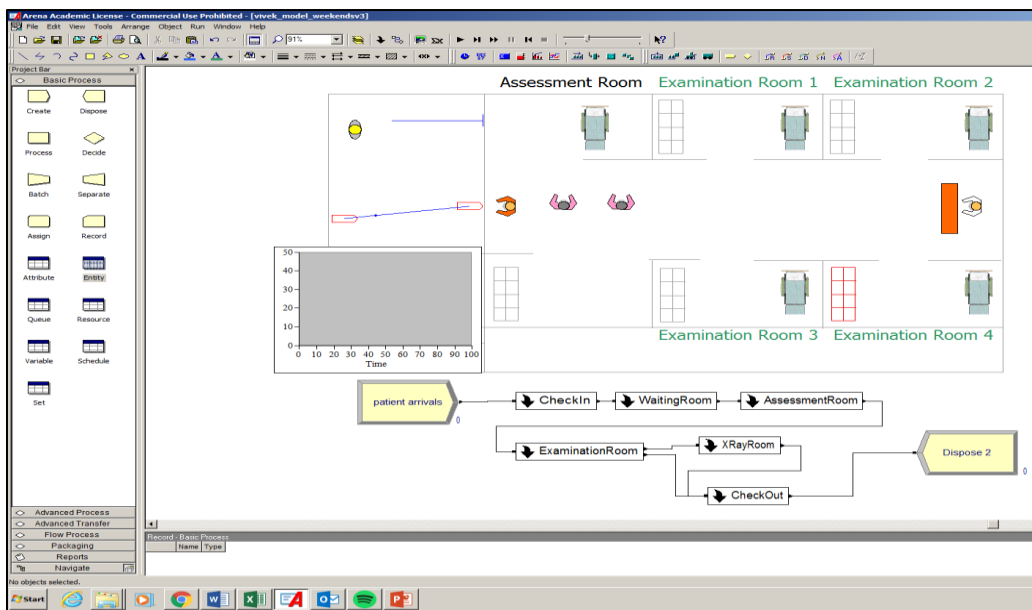 Arena Academic License - Commercial Use Prohibited - [vivek_model_weekendsv3]
File Edit View Tools Arrange Object Run Window Help
91%
Project Bar
Basic Process
Create Dispose
Process Decide
Batch Separate
Assign Record
Attribute Entity
Queue Resource
Variable Schedule
Set
Advanced Process
Advanced Transfer
Flow Process
Packaging
Reports
Navigate
Assessment Room Examination Room 1 Examination Room 2
50
40
30
20
10
0
0 10 20 30 40 50 60 70 80 90 100
Time
Examination Room 3 Examination Room 4
patient arrivals
0
CheckIn WaitingRoom AssessmentRoom
ExaminationRoom XRayRoom
CheckOut
Dispose 2
0
Record - Basic Process
Name Type
No objects selected.
Start